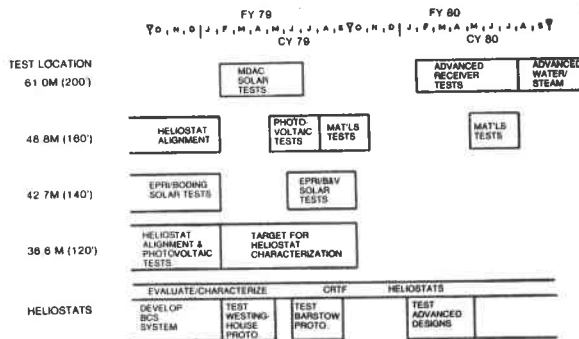 FY 79
FY 80
O N D J F M A M J J A S O N D J F M A M J J A S
CY 79
CY 80
TEST LOCATION
61.0M (200')
MDAC
SOLAR
TESTS
ADVANCED
RECEIVER
TESTS
ADVANCED
WATER/
STEAM
48.8M (160')
HELIOSTAT
ALIGNMENT
PHOTO-
VOLTAIC
TESTS
MAT'LS
TESTS
MAT'LS
TESTS
42.7M (140')
EPRI/BODING
SOLAR TESTS
EPRI/B&V
SOLAR
TESTS
36.6 M (120')
HELIOSTAT
ALIGNMENT &
PHOTOVOLTAIC
TESTS
TARGET FOR
HELIOSTAT
CHARACTERIZATION
EVALUATE/CHARACTERIZE CRTF HELIOSTATS
HELIOSTATS
DEVELOP
BCS
SYSTEM
TEST
WESTING-
HOUSE
PROTO.
TEST
BARSTOW
PROTO.
TEST
ADVANCED
DESIGNS